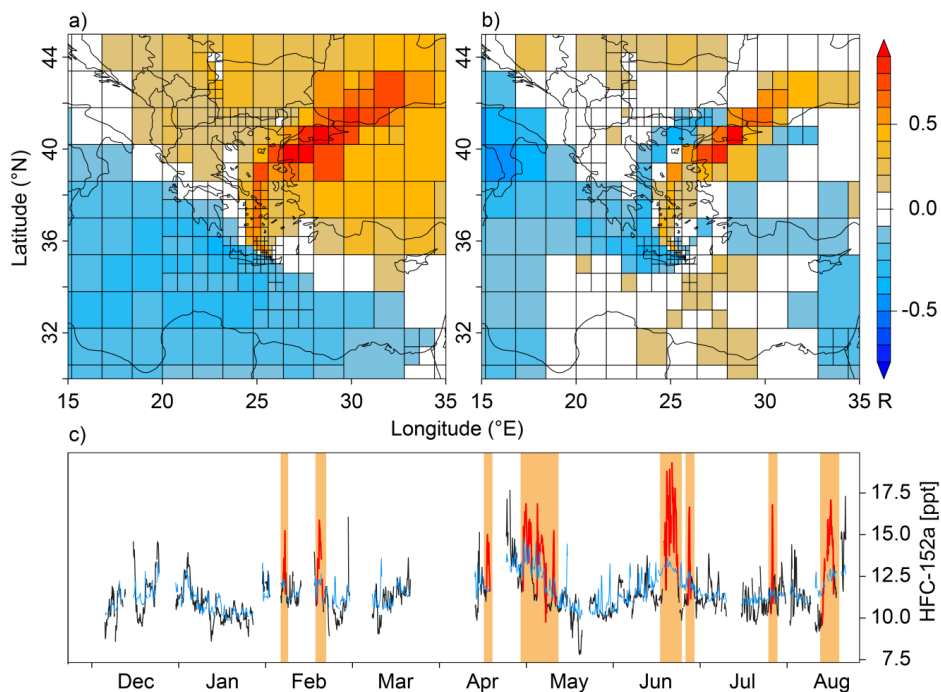 a)
b)
44
40
36
32
Latitude (°N)
15 20 25 30 35
15 20 25 30 35
Longitude (°E)
0.5
0.0
-0.5
R
c)
17.5
15.0
12.5
10.0
7.5
HFC-152a [ppt]
Dec Jan Feb Mar Apr May Jun Jul Aug